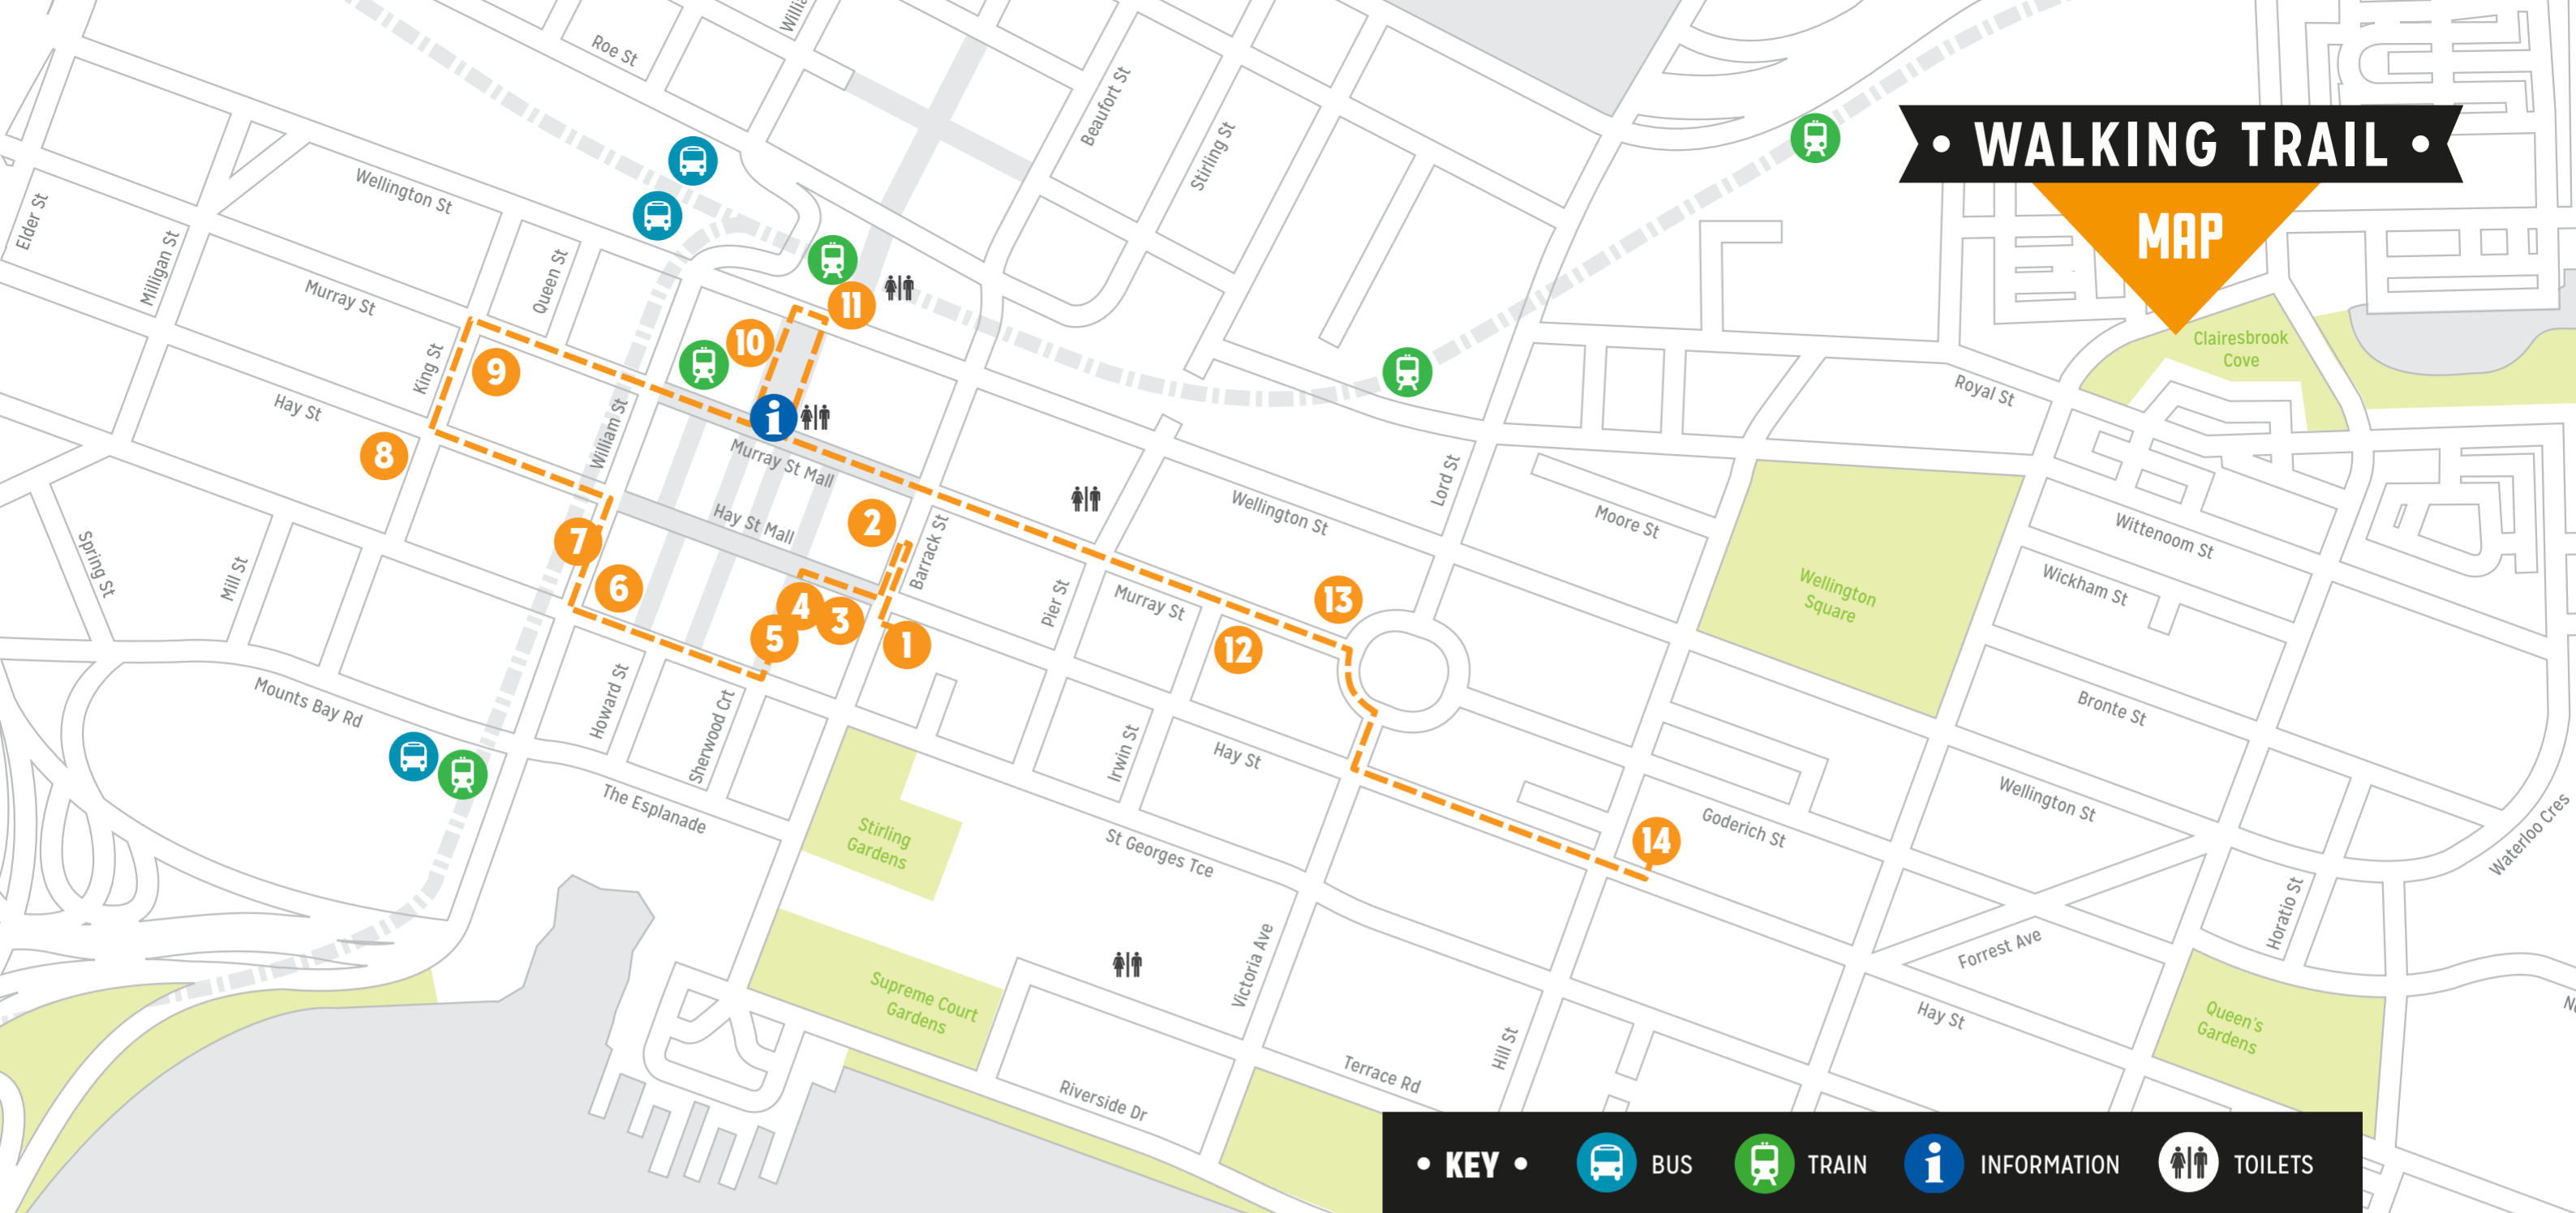 Roe St
Beaufort St
Stirling St
WALKING TRAIL
MAP
Wellington St
Elder St
Milligan St
Queen St
Murray St
11
10
Clairesbrook
Cove
King St
9
Royal St
Hay St
William St
8
Murray St Mall
Lord St
Wellington St
Moore St
Hay St Mall
2
Barrack St
Wittenoom St
7
Spring St
Mill St
6
4
3
5
1
Pier St
Murray St
13
12
Wellington
Square
Wickham St
Mounts Bay Rd
Howard St
Sherwood Crt
Irwin St
Hay St
Bronte St
The Esplanade
Stirling
Gardens
St Georges Tce
14
Goderich St
Wellington St
Waterloo Cres
Horatio St
Victoria Ave
Forrest Ave
Supreme Court
Gardens
Hill St
Hay St
Queen's
Gardens
Terrace Rd
Riverside Dr
• KEY •
BUS
TRAIN
i
INFORMATION
TOILETS